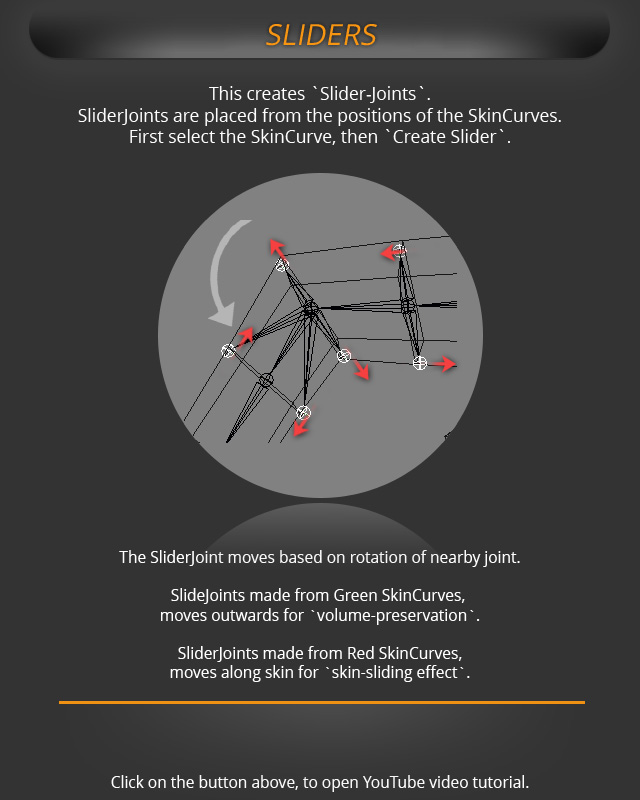 SLIDERS
This creates `Slider-Joints`.
SliderJoints are placed from the positions of the SkinCurves.
First select the SkinCurve, then `Create Slider`.
The SliderJoint moves based on rotation of nearby joint.
SlideJoints made from Green SkinCurves,
moves outwards for `volume-preservation`.
SliderJoints made from Red SkinCurves,
moves along skin for `skin-sliding effect`.
Click on the button above, to open YouTube video tutorial.